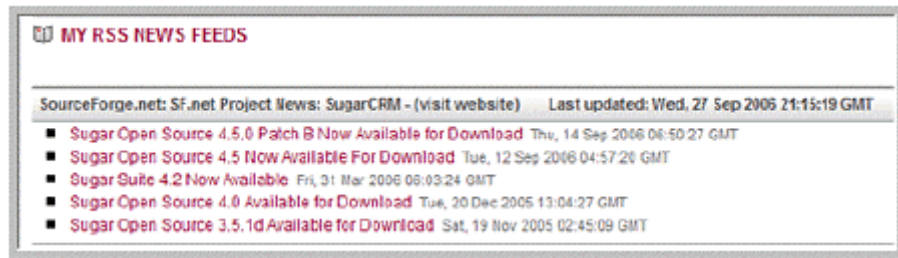 MY RSS NEWS FEEDS
SourceForge.net: SF.net Project News: SugarCRM - (visit website) Last updated: Wed, 27 Sep 2006 21:15:19 GMT
Sugar Open Source 4.5.0 Patch B Now Available for Download Thu, 14 Sep 2006 06:50:27 GMT
Sugar Open Source 4.5 Now Available For Download Tue, 12 Sep 2006 04:57:20 GMT
Sugar Suite 4.2 Now Available Fri, 31 Mar 2006 06:03:24 GMT
Sugar Open Source 4.0 Available for Download Tue, 20 Dec 2005 13:04:27 GMT
Sugar Open Source 3.5.1d Available for Download Sat, 19 Nov 2005 02:45:09 GMT